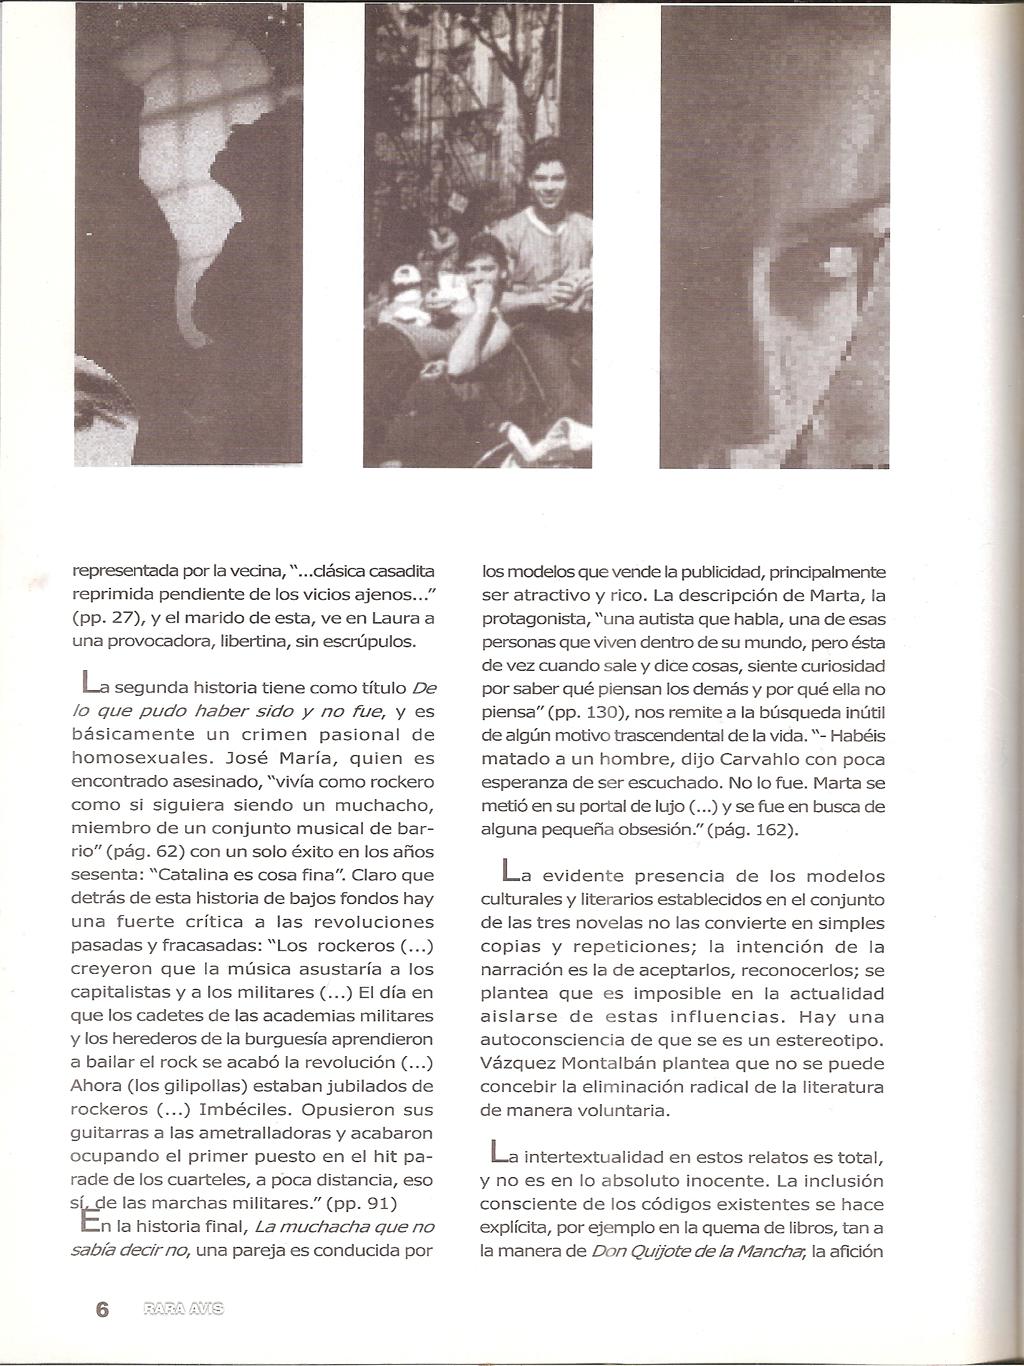 representada por la vecina, "...clásica casadita
reprimida pendiente de los vicios ajenos..."
(pp. 27), y el marido de esta, ve en Laura a
una provocadora, libertina, sin escrúpulos.
La segunda historia tiene como título De
lo que pudo haber sido y no fue, y es
básicamente un crimen pasional de
homosexuales. José María, quien es
encontrado asesinado, "vivía como rockero
como si siguiera siendo un muchacho,
miembro de un conjunto musical de bar-
rio" (pág. 62) con un solo éxito en los años
sesenta: "Catalina es cosa fina". Claro que
detrás de esta historia de bajos fondos hay
una fuerte crítica a las revoluciones
pasadas y fracasadas: "Los rockeros (...)
creyeron que la música asustaría a los
capitalistas y a los militares (...) El día en
que los cadetes de las academias militares
y los herederos de la burguesía aprendieron
a bailar el rock se acabó la revolución (...)
Ahora (los gilipollas) estaban jubilados de
rockeros (...) Imbéciles. Opusieron sus
guitarras a las ametralladoras y acabaron
ocupando el primer puesto en el hit pa-
rade de los cuarteles, a poca distancia, eso
sí, de las marchas militares." (pp. 91)
En la historia final, La muchacha que no
sabía decir no, una pareja es conducida por
los modelos que vende la publicidad, principalmente
ser atractivo y rico. La descripción de Marta, la
protagonista, "una autista que habla, una de esas
personas que viven dentro de su mundo, pero ésta
de vez cuando sale y dice cosas, siente curiosidad
por saber qué piensan los demás y por qué ella no
piensa" (pp. 130), nos remite a la búsqueda inútil
de algún motivo trascendental de la vida. "- Habéis
matado a un hombre, dijo Carvahlo con poca
esperanza de ser escuchado. No lo fue. Marta se
metió en su portal de lujo (...) y se fue en busca de
alguna pequeña obsesión." (pág. 162).
La evidente presencia de los modelos
culturales y literarios establecidos en el conjunto
de las tres novelas no las convierte en simples
copias y repeticiones; la intención de la
narración es la de aceptarlos, reconocerlos; se
plantea que es imposible en la actualidad
aislarse de estas influencias. Hay una
autoconsciencia de que se es un estereotipo.
Vázquez Montalbán plantea que no se puede
concebir la eliminación radical de la literatura
de manera voluntaria.
La intertextualidad en estos relatos es total,
y no es en lo absoluto inocente. La inclusión
consciente de los códigos existentes se hace
explícita, por ejemplo en la quema de libros, tan a
la manera de Don Quijote de la Mancha; la afición
6 RARA AVIS